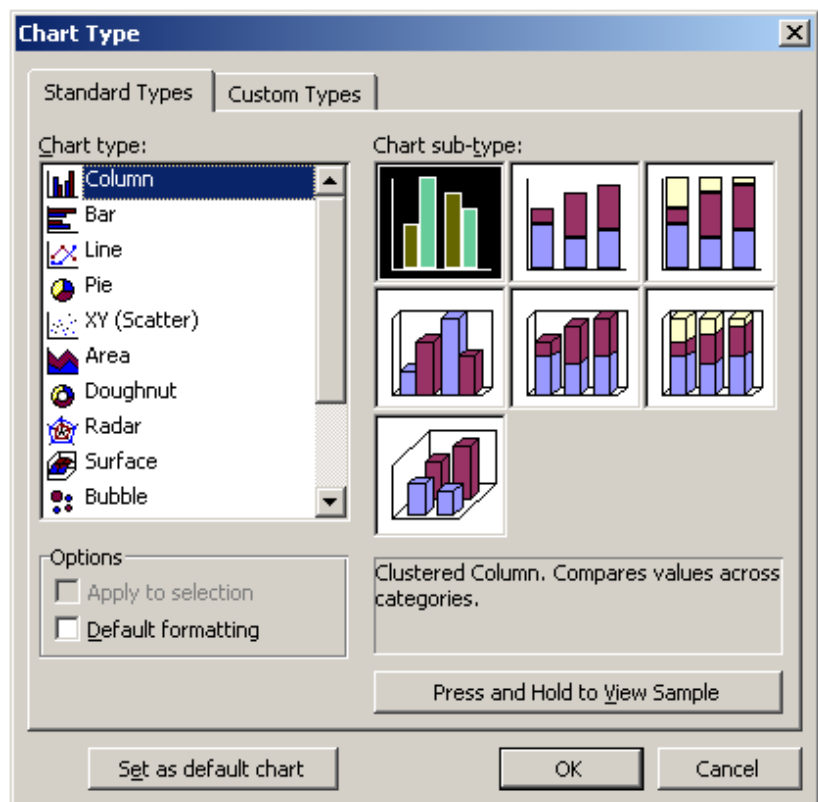 Chart Type
Standard Types
Custom Types
Chart type:
Column
Bar
Line
Pie
XY (Scatter)
Area
Doughnut
Radar
Surface
Bubble
Chart sub-type:
Clustered Column. Compares values across
categories.
Options
Apply to selection
Default formatting
Press and Hold to View Sample
Set as default chart
OK
Cancel